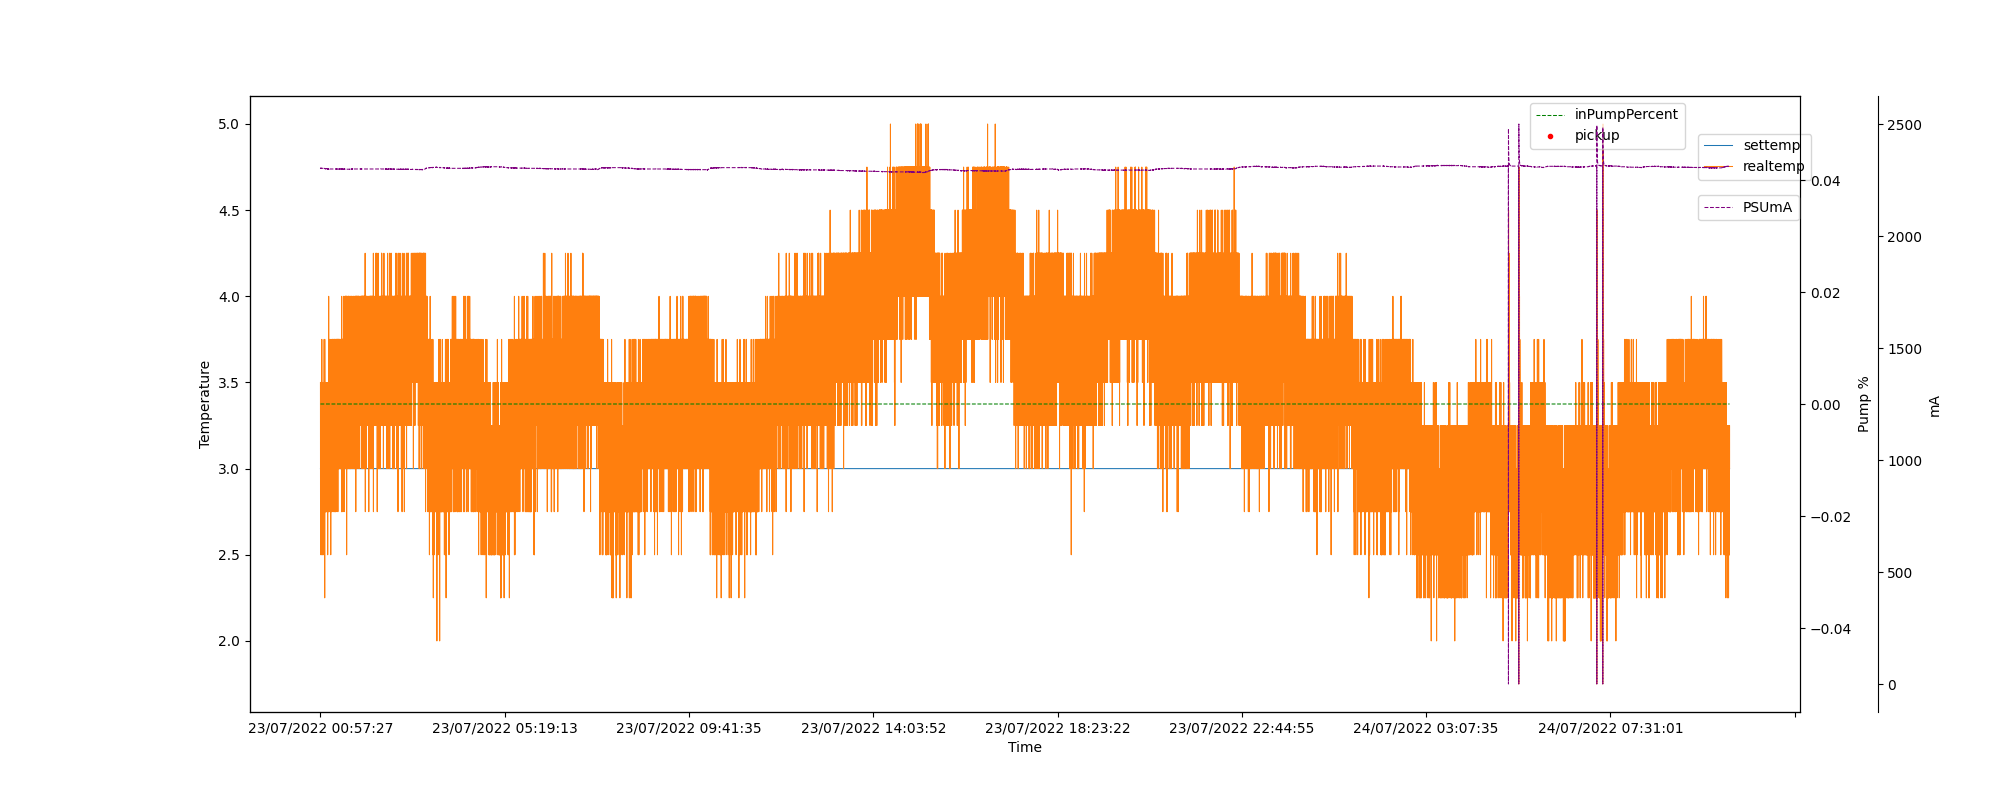 inPumpPercent
pickup
settemp
realtemp
PSUmA
5.0
4.5
4.0
3.5
3.0
2.5
2.0
Temperature
0.04
0.02
0.00
−0.02
−0.04
Pump %
2500
2000
1500
1000
500
0
mA
23/07/2022 00:57:27
23/07/2022 05:19:13
23/07/2022 09:41:35
23/07/2022 14:03:52
23/07/2022 18:23:22
23/07/2022 22:44:55
24/07/2022 03:07:35
24/07/2022 07:31:01
Time